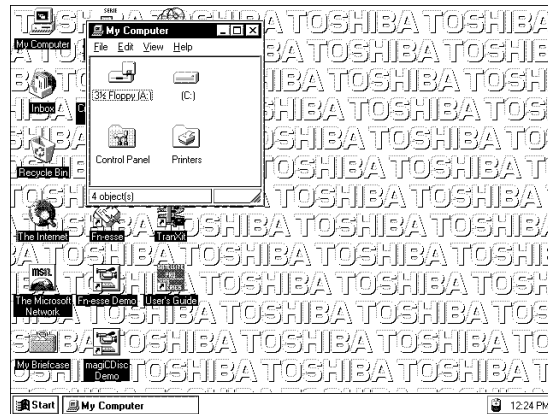 My Computer
File Edit View Help
3½ Floppy (A:)
(C:)
Control Panel
Printers
4 object(s)
My Computer
Inbox
Recycle Bin
The Internet
Fn-esse
TranXit
The Microsoft
Network
Fn-esse Demo
User's Guide
My Briefcase
magiCDisc
Demo
msn.
TOSHIBA TOSHIBA
Start
My Computer
12:24 PM